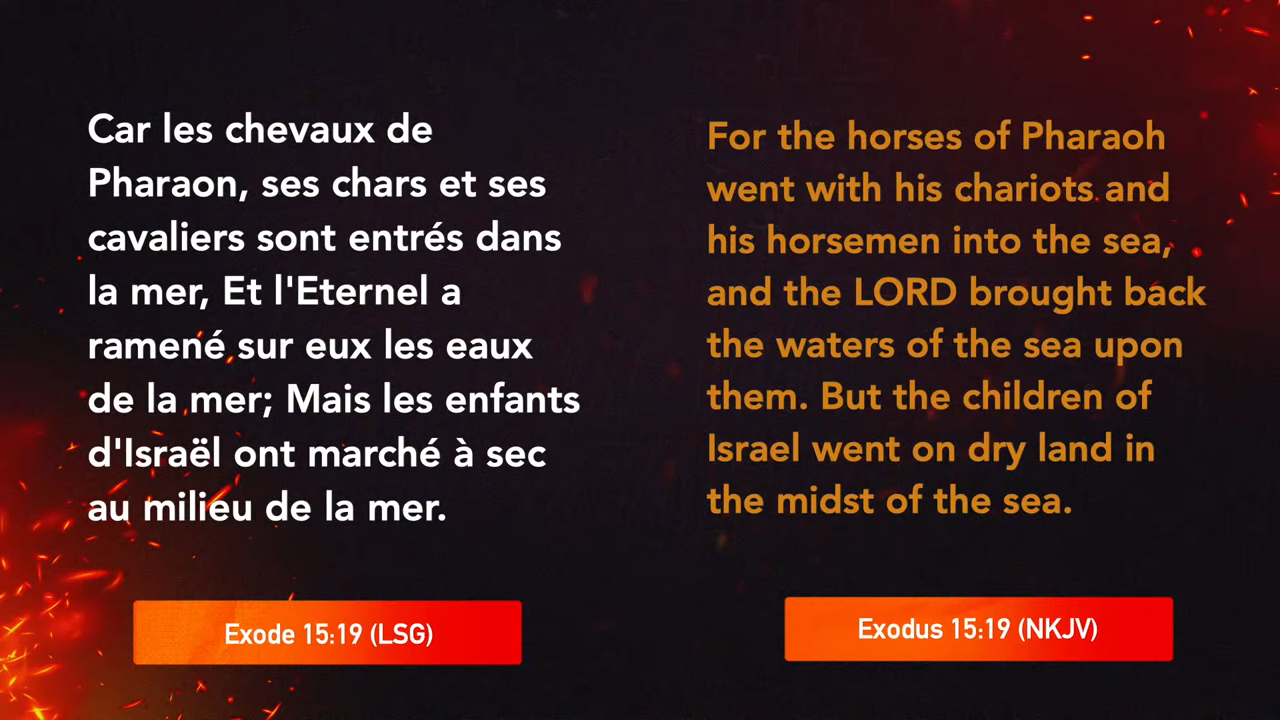 Car les chevaux de
Pharaon, ses chars et ses
cavaliers sont entrés dans
la mer, Et l'Eternel a
ramené sur eux les eaux
de la mer; Mais les enfants
d'Israël ont marché à sec
au milieu de la mer.
Exode 15:19 (LSG)
For the horses of Pharaoh
went with his chariots and
his horsemen into the sea,
and the LORD brought back
the waters of the sea upon
them. But the children of
Israel went on dry land in
the midst of the sea.
Exodus 15:19 (NKJV)